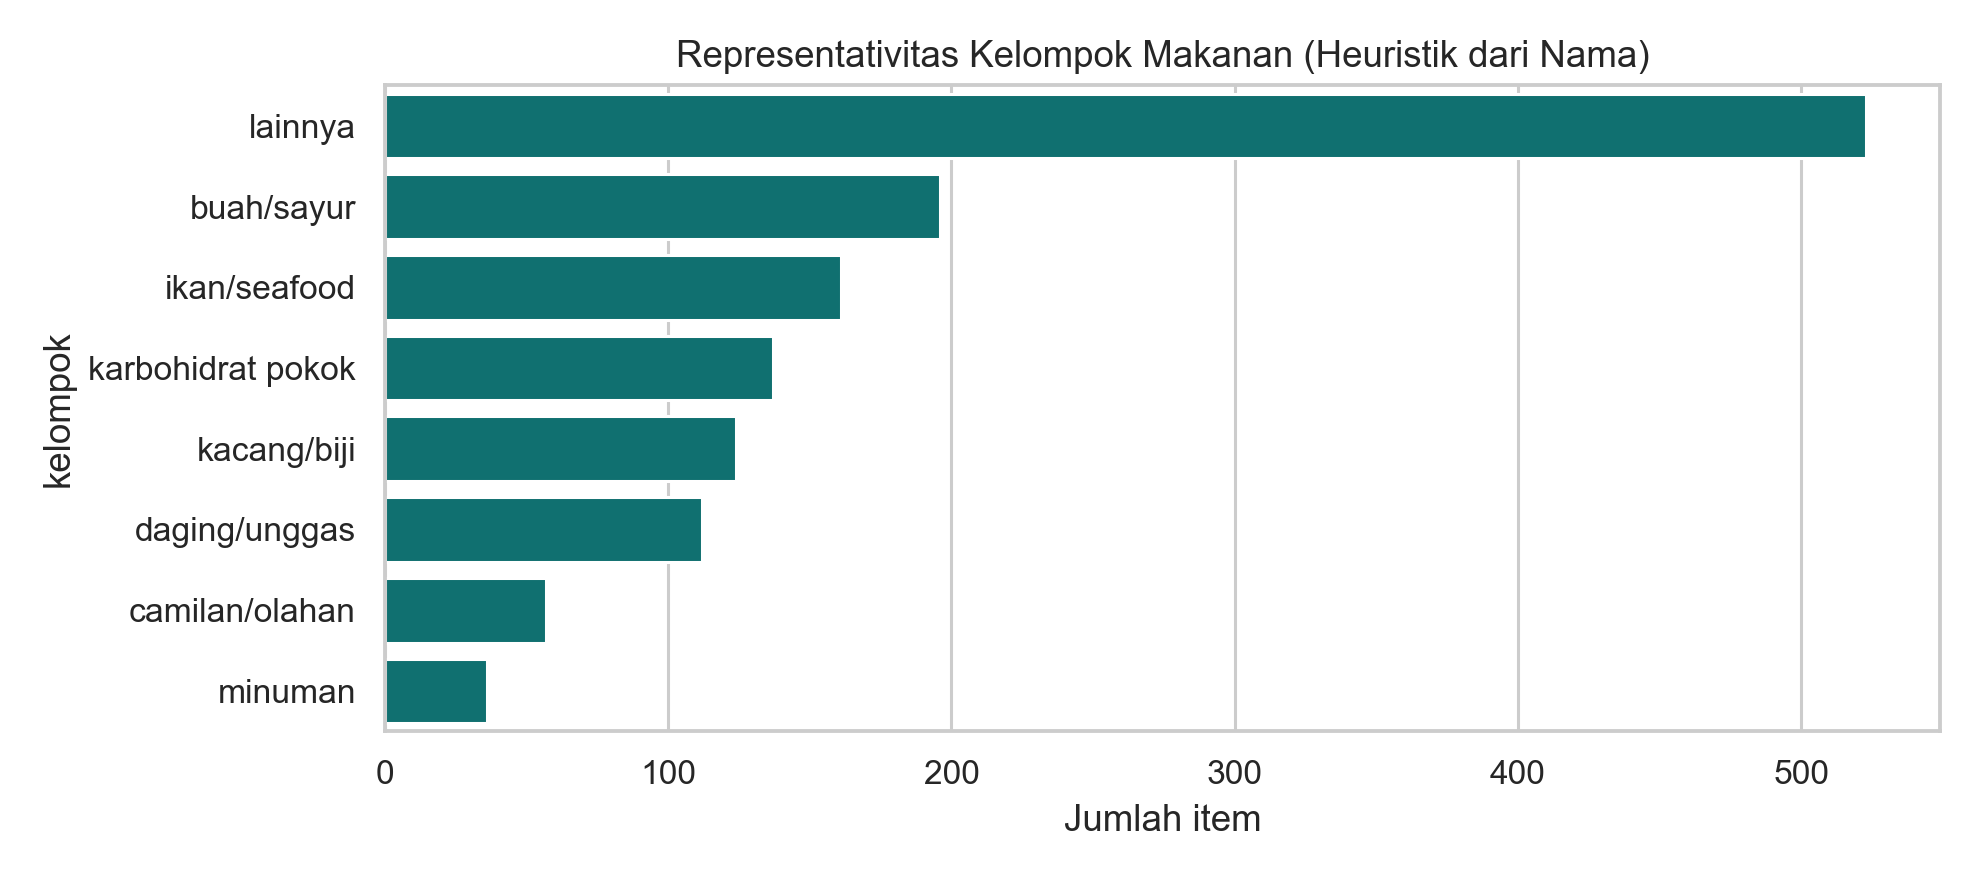 Representativitas Kelompok Makanan (Heuristik dari Nama)
kelompok
lainnya
buah/sayur
ikan/seafood
karbohidrat pokok
kacang/biji
daging/unggas
camilan/olahan
minuman
0 100 200 300 400 500
Jumlah item